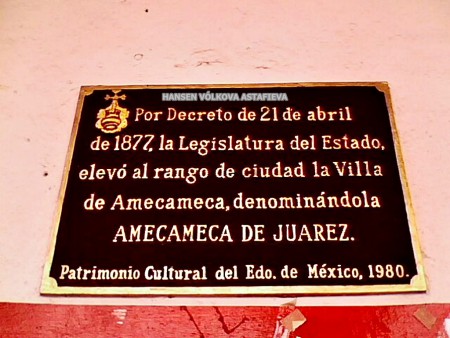 HANSEN VÓLKOVA ASTAFIEVA
Por Decreto de 21 de abril
de 1877, la Legislatura del Estado,
elevó al rango de ciudad la Villa
de Amecameca, denominándola
AMECAMECA DE JUAREZ.
Patrimonio Cultural del Edo. de México, 1980.